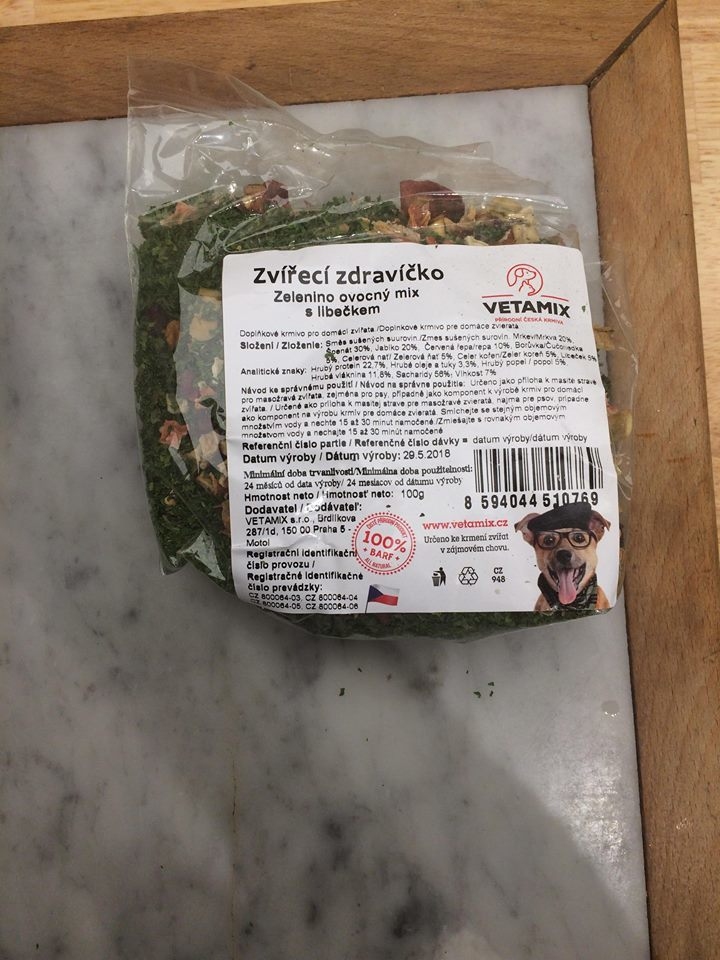 Zvířecí zdravíčko
Zelenino ovocný mix
s libečkem
VETAMIX
PŘÍRODNÍ ČESKÁ KRMIVA
Doplňkové krmivo pro domácí zvířata./Doplnkové krmivo pre domáce zvieratá
Složení / Zloženie: Směs sušených suurovin./Zmes sušených surovín. Mrkev/Mrkva 20%,
Špenát 30%, Jablko 20%, Červená řepa/repa 10%, Borůvka/Čučoriedka
5%, Celerová nať/ Zelerová ňať 5%, Celer kořen/Zeler koreň 5%, Libeček 5%
Analitické znaky: Hrubý protein 22,7%, Hrubé oleje a tuky 3,3%, Hrubý popel/ popol 5%,
Hrubá vláknina 11,8%, Sacharidy 56%, Vlhkost 7%
Návod ke správnému použití / Návod na správne použitie: Určeno jako příloha k masité stravě
pro masožravá zvířata, zejména pro psy, případně jako komponent k výrobě krmiv pro domácí
zvířata. / Určené ako príloha k masitej strave pre masožravé zvieratá, najma pre psov, prípadne
ako komponent na výrobu krmív pre domáce zvieratá. Smíchejte se stejným objemovým
množstvím vody a nechte 15 až 30 minut namočené./Zmiešajte s rovnakým objemovým
množstvom vody a nechajte 15 až 30 minút namočené
Referenční číslo partie / Referenčné číslo dávky = datum výroby/dátum výroby
Datum výroby / Dátum výroby: 29.5.2018
Minimální doba trvanlivosti/Minimálna doba použiteľnosti:
24 měsíců od data výroby/ 24 mesiacov od dátumu výroby
Hmotnost neto / Hmotnosť neto: 100g
8 594044 510769
Dodavatel / Dodávateľ:
VETAMIX s.r.o., Brdlíkova
287/1d, 150 00 Praha 5 -
Motol
100%
BARF
ALL NATURAL
www.vetamix.cz
Určeno ke krmení zvířat
v zájmovém chovu.
Registrační identifikační
číslo provozu /
Registračné identifikačné
číslo prevádzky:
CZ 800064-03, CZ 800064-04
CZ 800064-05, CZ 800064-06
CZ
948